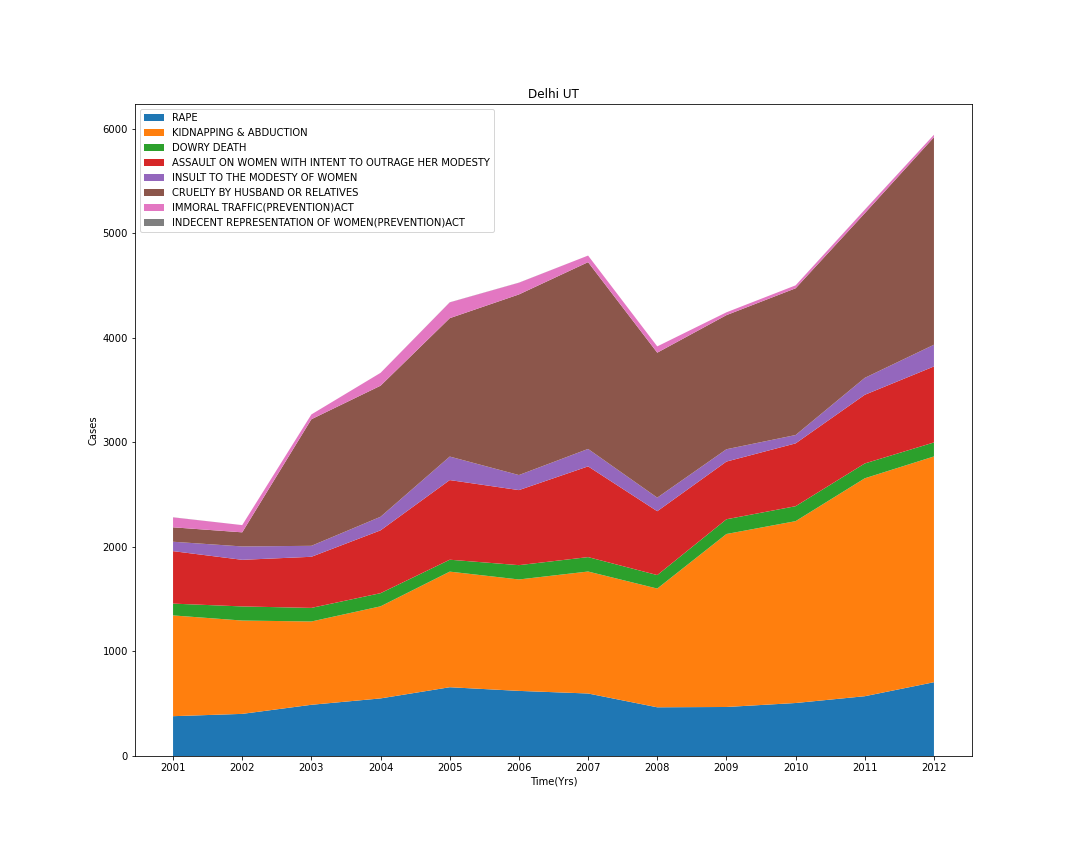 Delhi UT
RAPE
KIDNAPPING & ABDUCTION
DOWRY DEATH
ASSAULT ON WOMEN WITH INTENT TO OUTRAGE HER MODESTY
INSULT TO THE MODESTY OF WOMEN
CRUELTY BY HUSBAND OR RELATIVES
IMMORAL TRAFFIC(PREVENTION)ACT
INDECENT REPRESENTATION OF WOMEN(PREVENTION)ACT
6000
5000
4000
3000
2000
1000
0
Cases
2001 2002 2003 2004 2005 2006 2007 2008 2009 2010 2011 2012
Time(Yrs)